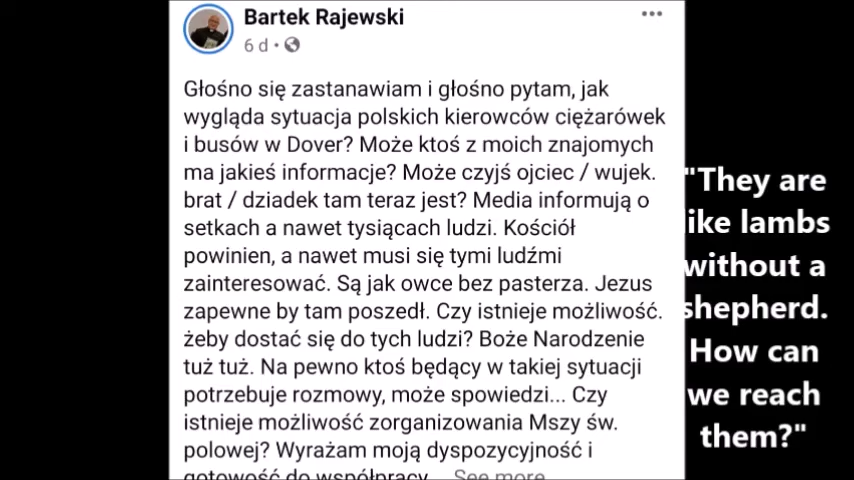 Bartek Rajewski
6 d
Głośno się zastanawiam i głośno pytam, jak
wygląda sytuacja polskich kierowców ciężarówek
i busów w Dover? Może ktoś z moich znajomych
ma jakieś informacje? Może czyjś ojciec / wujek.
brat / dziadek tam teraz jest? Media informują o
setkach a nawet tysiącach ludzi. Kościół
powinien, a nawet musi się tymi ludźmi
zainteresować. Są jak owce bez pasterza. Jezus
zapewne by tam poszedł. Czy istnieje możliwość.
żeby dostać się do tych ludzi? Boże Narodzenie
tuż tuż. Na pewno ktoś będący w takiej sytuacji
potrzebuje rozmowy, może spowiedzi... Czy
istnieje możliwość zorganizowania Mszy św.
polowej? Wyrażam moją dyspozycyjność i
gotowość do współpracy... See more
"They are
like lambs
without a
shepherd.
How can
we reach
them?"